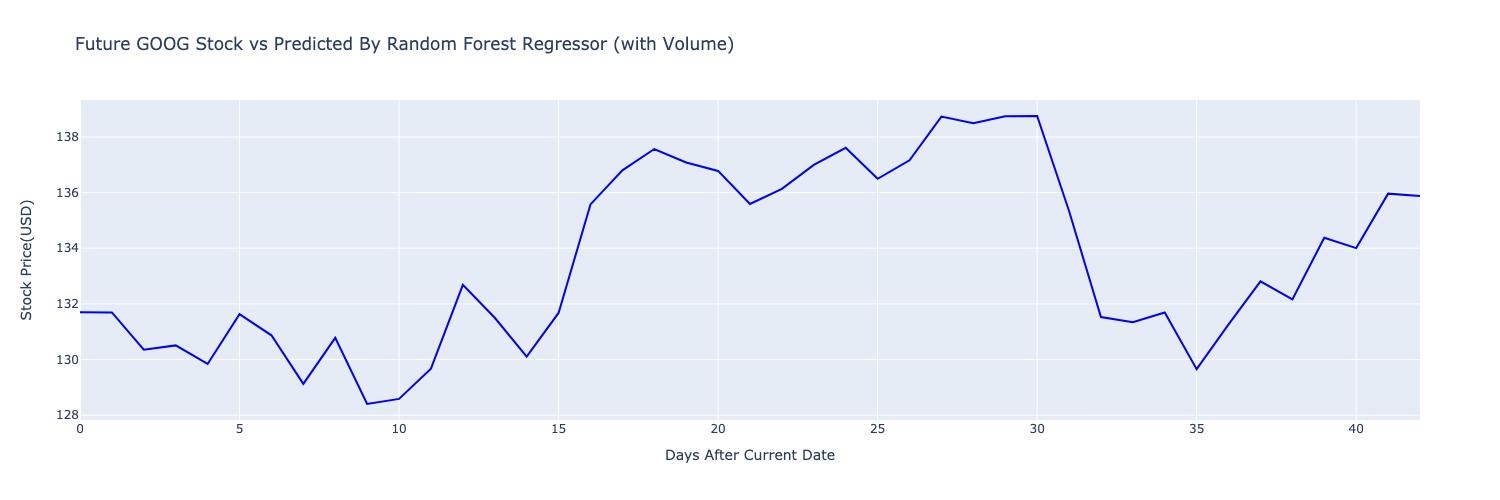 Future GOOG Stock vs Predicted By Random Forest Regressor (with Volume)
Stock Price(USD)
138
136
134
132
130
128
0 5 10 15 20 25 30 35 40
Days After Current Date